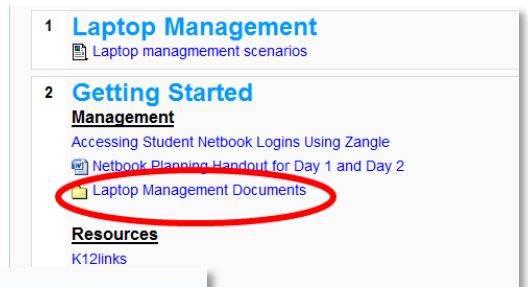 1 Laptop Management
Laptop managmement scenarios
2 Getting Started
Management
Accessing Student Netbook Logins Using Zangle
Netbook Planning Handout for Day 1 and Day 2
Laptop Management Documents
Resources
K12links